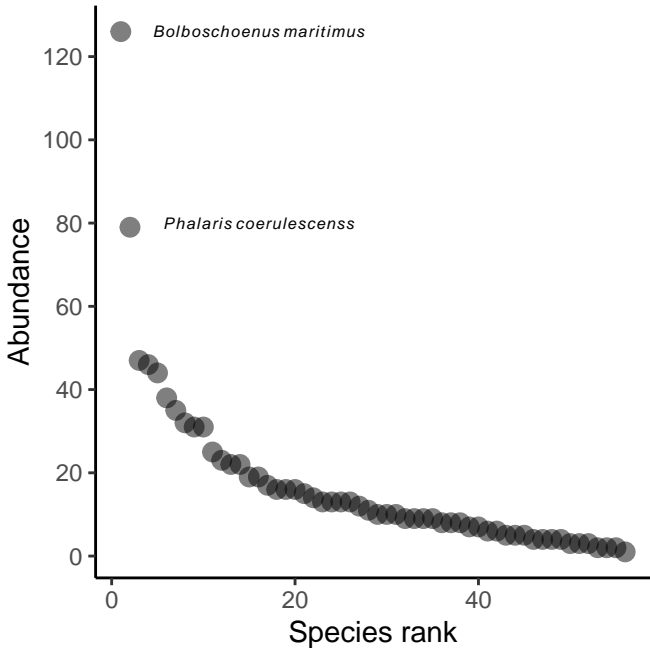 Bolboschoenus maritimus
120
100
80
Phalaris coerulescenss
60
40
20
0
0 20 40
Abundance
Species rank